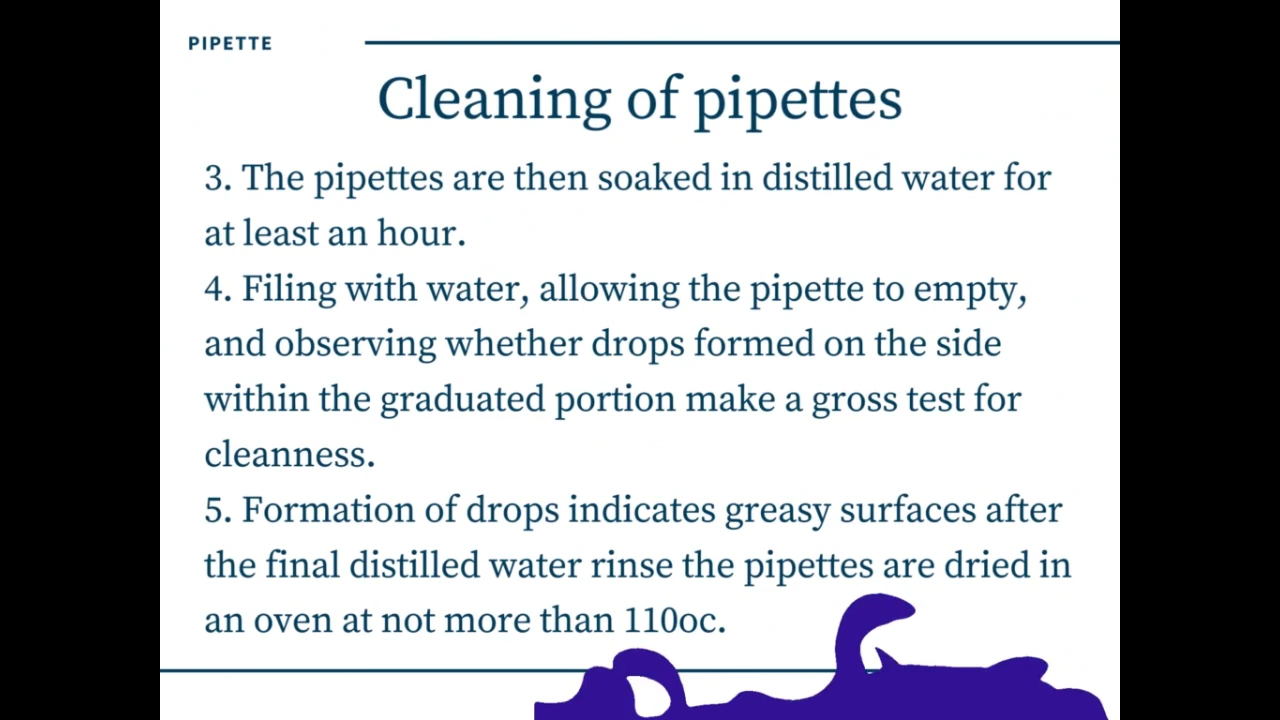 PIPETTE
Cleaning of pipettes
3. The pipettes are then soaked in distilled water for
at least an hour.
4. Filing with water, allowing the pipette to empty,
and observing whether drops formed on the side
within the graduated portion make a gross test for
cleanness.
5. Formation of drops indicates greasy surfaces after
the final distilled water rinse the pipettes are dried in
an oven at not more than 110oc.